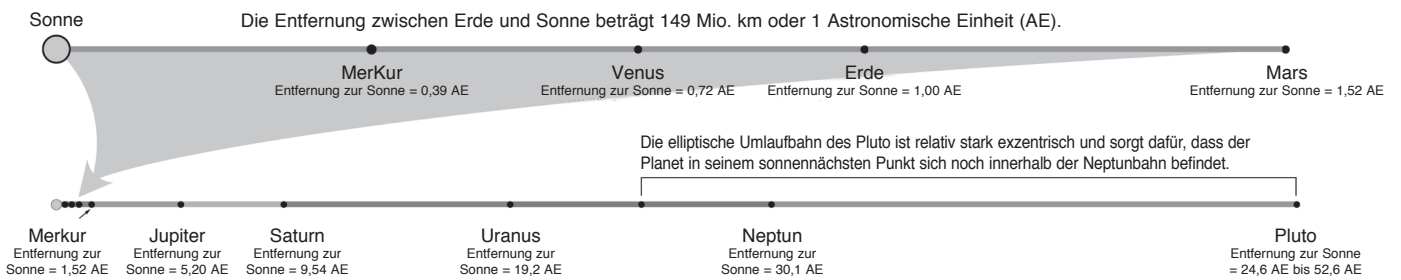 Sonne
Die Entfernung zwischen Erde und Sonne beträgt 149 Mio. km oder 1 Astronomische Einheit (AE).
MerKur
Entfernung zur Sonne = 0,39 AE
Venus
Entfernung zur Sonne = 0,72 AE
Erde
Entfernung zur Sonne = 1,00 AE
Mars
Entfernung zur Sonne = 1,52 AE
Die elliptische Umlaufbahn des Pluto ist relativ stark exzentrisch und sorgt dafür, dass der
Planet in seinem sonnennächsten Punkt sich noch innerhalb der Neptunbahn befindet.
Merkur
Entfernung zur
Sonne = 1,52 AE
Jupiter
Entfernung zur
Sonne = 5,20 AE
Saturn
Entfernung zur
Sonne = 9,54 AE
Uranus
Entfernung zur
Sonne = 19,2 AE
Neptun
Entfernung zur
Sonne = 30,1 AE
Pluto
Entfernung zur Sonne
= 24,6 AE bis 52,6 AE